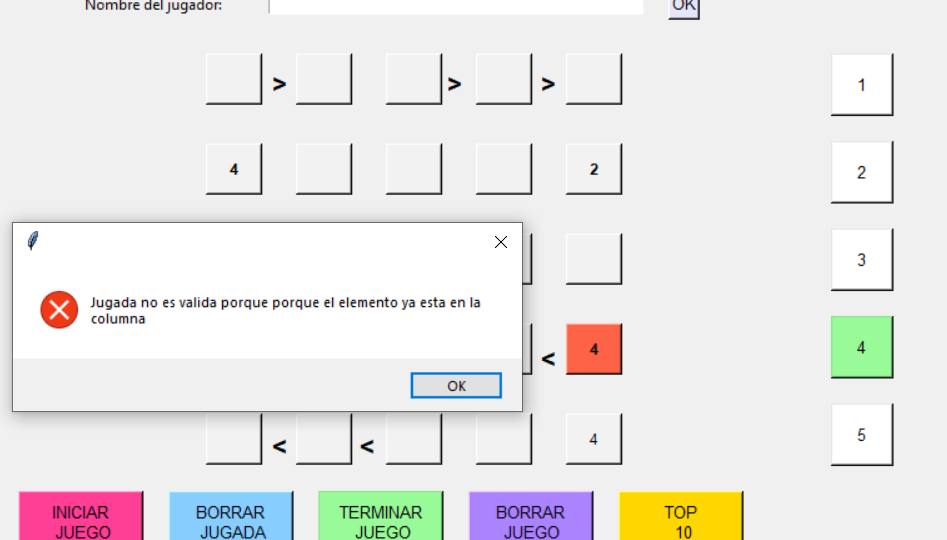 Nombre del jugador:
OK
> > >
1
4 2
2
3
Jugada no es valida porque porque el elemento ya esta en la
columna
< 4
4
OK
< < 4
5
INICIAR
JUEGO
BORRAR
JUGADA
TERMINAR
JUEGO
BORRAR
JUEGO
TOP
10